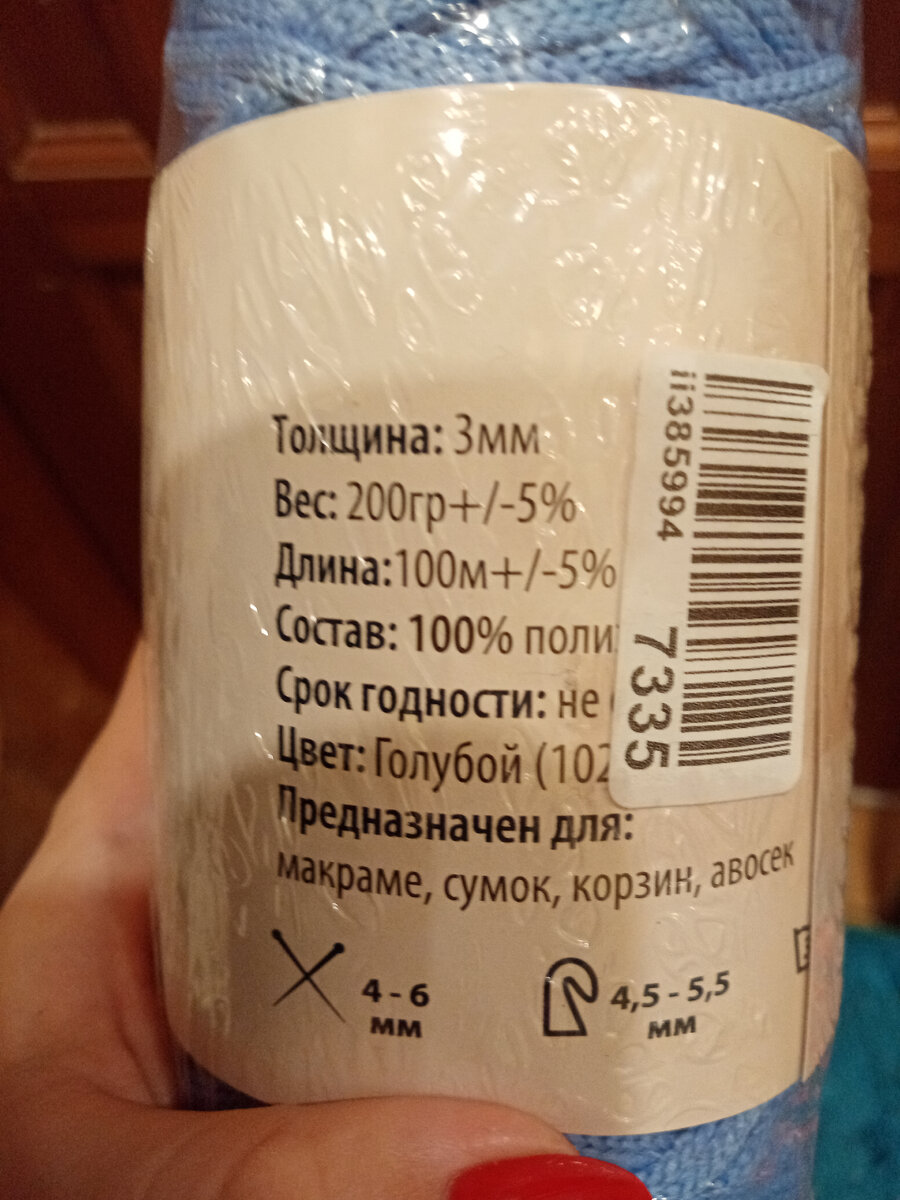 Толщина: 3мм
Вес: 200гр+/-5%
Длина:100м+/-5%
Состав: 100% поли
Срок годности: не
Цвет: Голубой (102
Предназначен для:
макраме, сумок, корзин, авосек
4 - 6
мм
4,5 - 5,5
мм
ii385994
7335